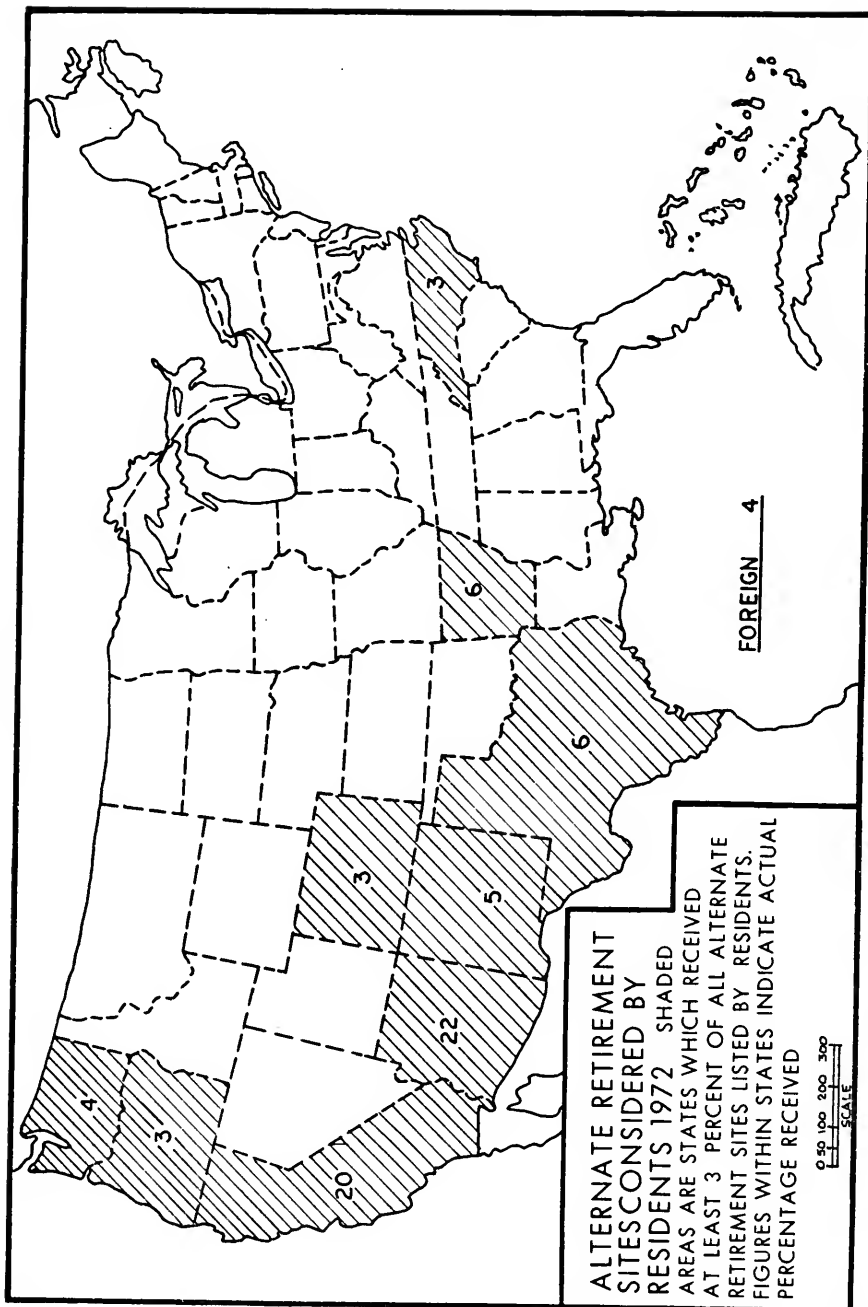 ALTERNATE RETIREMENT
SITESCONSIDERED BY
RESIDENTS 1972 SHADED
AREAS ARE STATES WHICH RECEIVED
AT LEAST 3 PERCENT OF ALL ALTERNATE
RETIREMENT SITES LISTED BY RESIDENTS.
FIGURES WITHIN STATES INDICATE ACTUAL
PERCENTAGE RECEIVED
0 50 100 200 300
SCALE
4
3
20
22
3
5
6
6
3
FOREIGN 4